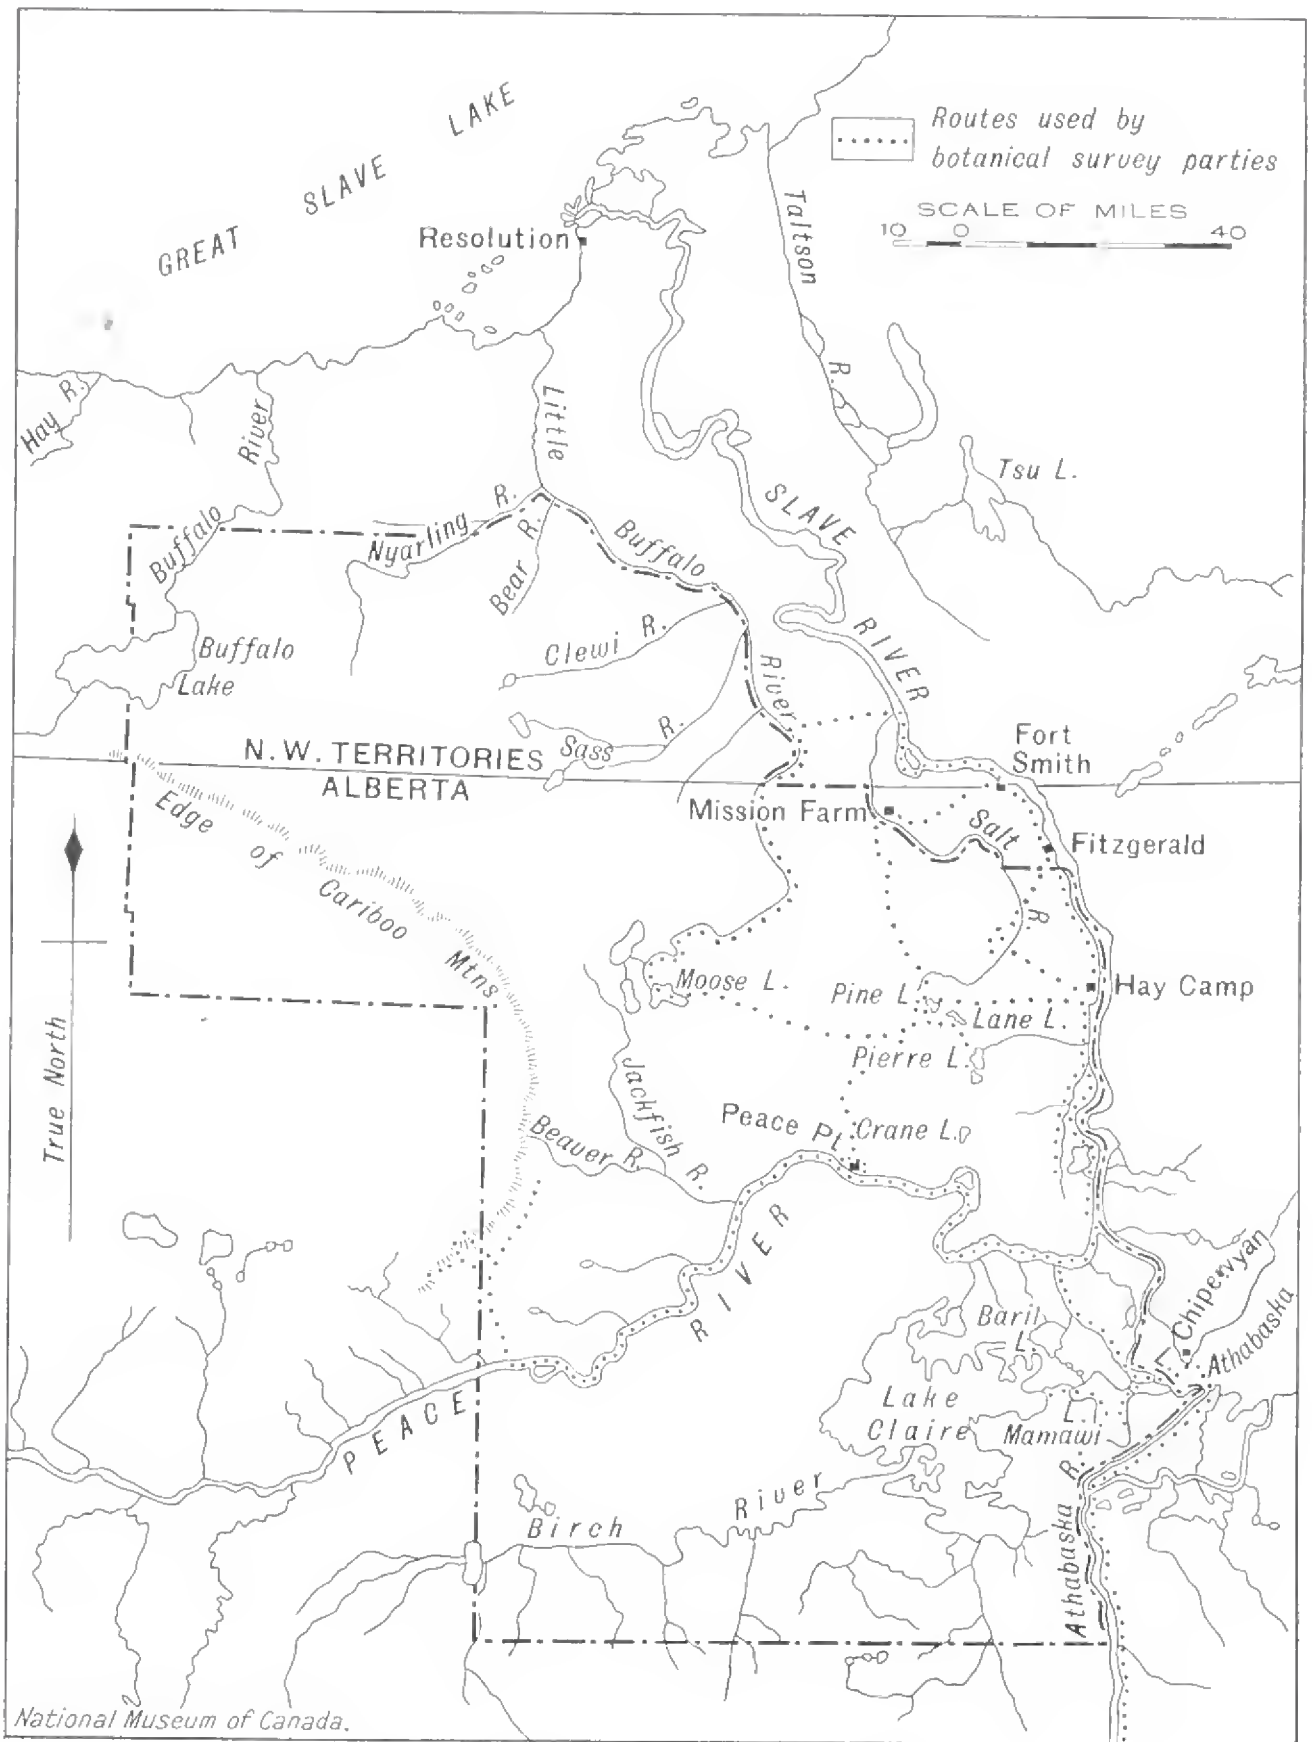 GREAT SLAVE LAKE
Routes used by
botanical survey parties
SCALE OF MILES
10 0 40
Resolution
Taltson R.
Hay R.
Buffalo River
Little Buffalo River
Tsu L.
SLAVE RIVER
Nyarling R.
Bear R.
Clewi R.
Buffalo
Lake
Sass R.
N.W. TERRITORIES
ALBERTA
Fort
Smith
Mission Farm
Salt R.
Fitzgerald
Edge of Cariboo Mtns
True North
Moose L.
Pine L.
Hay Camp
Lane L.
Pierre L.
Jackfish R.
Peace Pt.
Crane L.
Beaver R.
PEACE RIVER
Baril
L.
L. Athabaska
Chipewyan
Lake
Claire
L.
Mamawi
Birch River
Athabaska R.
National Museum of Canada.